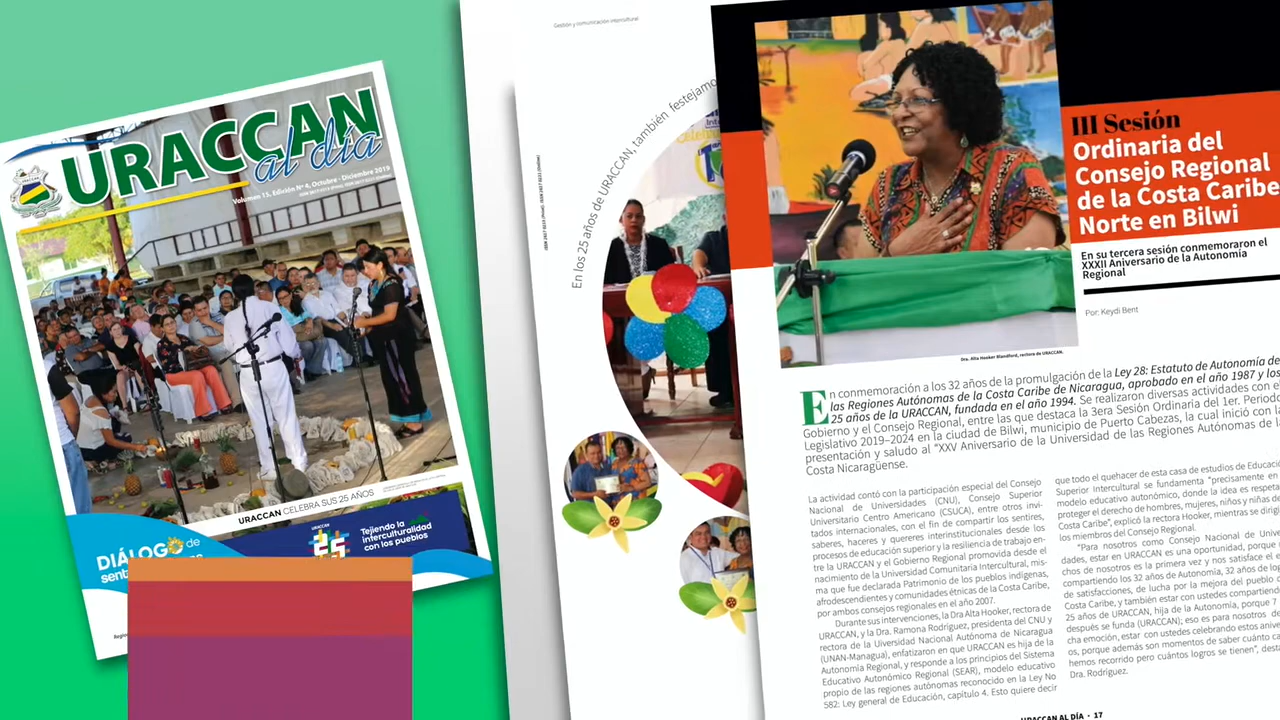 URACCAN
al día
Volumen 15, Edición Nº 4, Octubre - Diciembre 2019
URACCAN CELEBRA SUS 25 AÑOS
DIÁLOGO de
Tejiendo la
interculturalidad
con los pueblos
Gestión y comunicación intercultural
En los 25 años de URACCAN, también festejamo
III Sesión
Ordinaria del
Consejo Regional
de la Costa Caribe
Norte en Bilwi
En su tercera sesión conmemoraron el
XXXII Aniversario de la Autonomía
Regional
Por: Keydi Bent
Dra. Alta Hooker Blandford, rectora de URACCAN.
En conmemoración a los 32 años de la promulgación de la Ley 28: Estatuto de Autonomía de
las Regiones Autónomas de la Costa Caribe de Nicaragua, aprobado en el año 1987 y los
25 años de la URACCAN, fundada en el año 1994. Se realizaron diversas actividades con el
Gobierno y el Consejo Regional, entre las que destaca la 3era Sesión Ordinaria del 1er. Periodo
Legislativo 2019–2024 en la ciudad de Bilwi, municipio de Puerto Cabezas, la cual inició con la
presentación y saludo al "XXV Aniversario de la Universidad de las Regiones Autónomas de la
Costa Nicaragüense.
La actividad contó con la participación especial del Consejo
Nacional de Universidades (CNU), Consejo Superior
Universitario Centro Americano (CSUCA), entre otros invi-
tados internacionales, con el fin de compartir los sentires,
saberes, haceres y quereres interinstitucionales desde los
procesos de educación superior y la resiliencia de trabajo en-
tre la URACCAN y el Gobierno Regional promovida desde el
nacimiento de la Universidad Comunitaria Intercultural, mis-
ma que fue declarada Patrimonio de los pueblos indígenas,
afrodescendientes y comunidades étnicas de la Costa Caribe,
por ambos consejos regionales en el año 2007.
Durante sus intervenciones, la Dra Alta Hooker, rectora de
URACCAN, y la Dra. Ramona Rodríguez, presidenta del CNU y
rectora de la Uiversidad Nacional Autónoma de Nicaragua
(UNAN-Managua), enfatizaron en que URACCAN es hija de la
Autonomía Regional, y responde a los principios del Sistema
Educativo Autonómico Regional (SEAR), modelo educativo
propio de las regiones autónomas reconocido en la Ley No
582: Ley general de Educación, capitulo 4. Esto quiere decir
que todo el quehacer de esta casa de estudios de Educaci
Superior Intercultural se fundamenta "precisamente en
modelo educativo autonómico, donde la idea es respeta
proteger el derecho de hombres, mujeres, niños y niñas de
Costa Caribe", explicó la rectora Hooker, mientras se dirigí
los miembros del Consejo Regional.
"Para nosotros como Consejo Nacional de Unive
dades, estar en URACCAN es una oportunidad, porque
chos de nosotros es la primera vez y nos satisface el e
compartiendo los 32 años de Autonomía, 32 años de log
de satisfacciones, de lucha por la mejora del pueblo d
Costa Caribe, y también estar con ustedes compartiend
25 años de URACCAN, hija de la Autonomía, porque 7
después se funda (URACCAN); eso es para nosotros
cha emoción, estar con ustedes celebrando estos aniver
os, porque además son momentos de saber cuánto ca
hemos recorrido pero cuántos logros se tienen", desta
Dra. Rodríguez.
URACCAN AL DÍA · 17